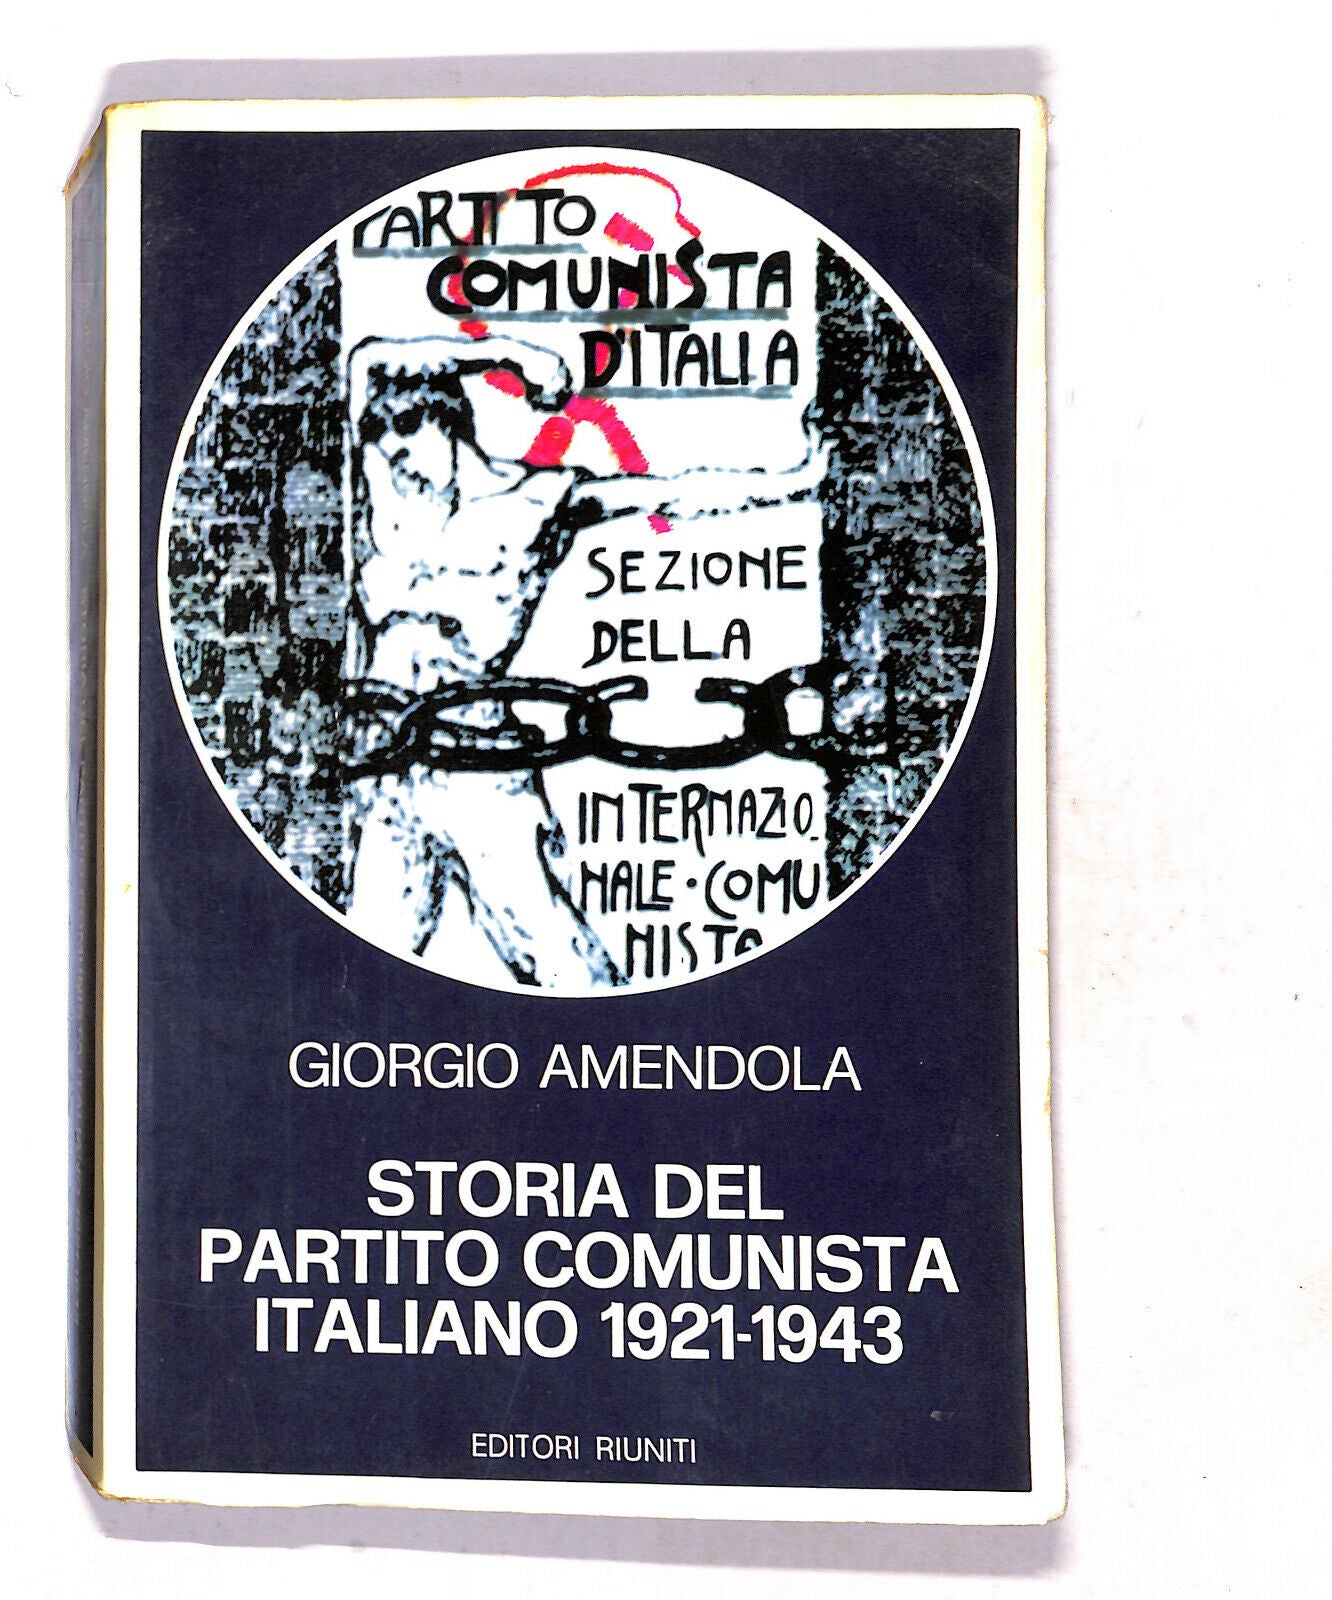 PARTITO
COMUNISTA
D'ITALIA
SEZIONE
DELLA
INTERNAZIO-
NALE • COMU
NISTA
GIORGIO AMENDOLA
STORIA DEL
PARTITO COMUNISTA
ITALIANO 1921-1943
EDITORI RIUNITI